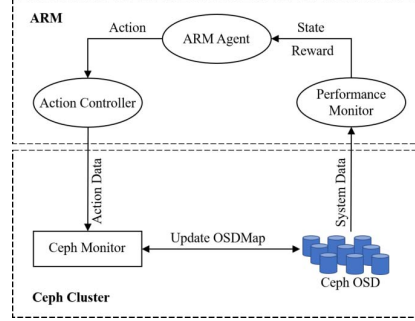 ARM
Action
ARM Agent
State
Reward
Action Controller
Performance
Monitor
Action Data
System Data
Ceph Monitor
Update OSDMap
Ceph OSD
Ceph Cluster